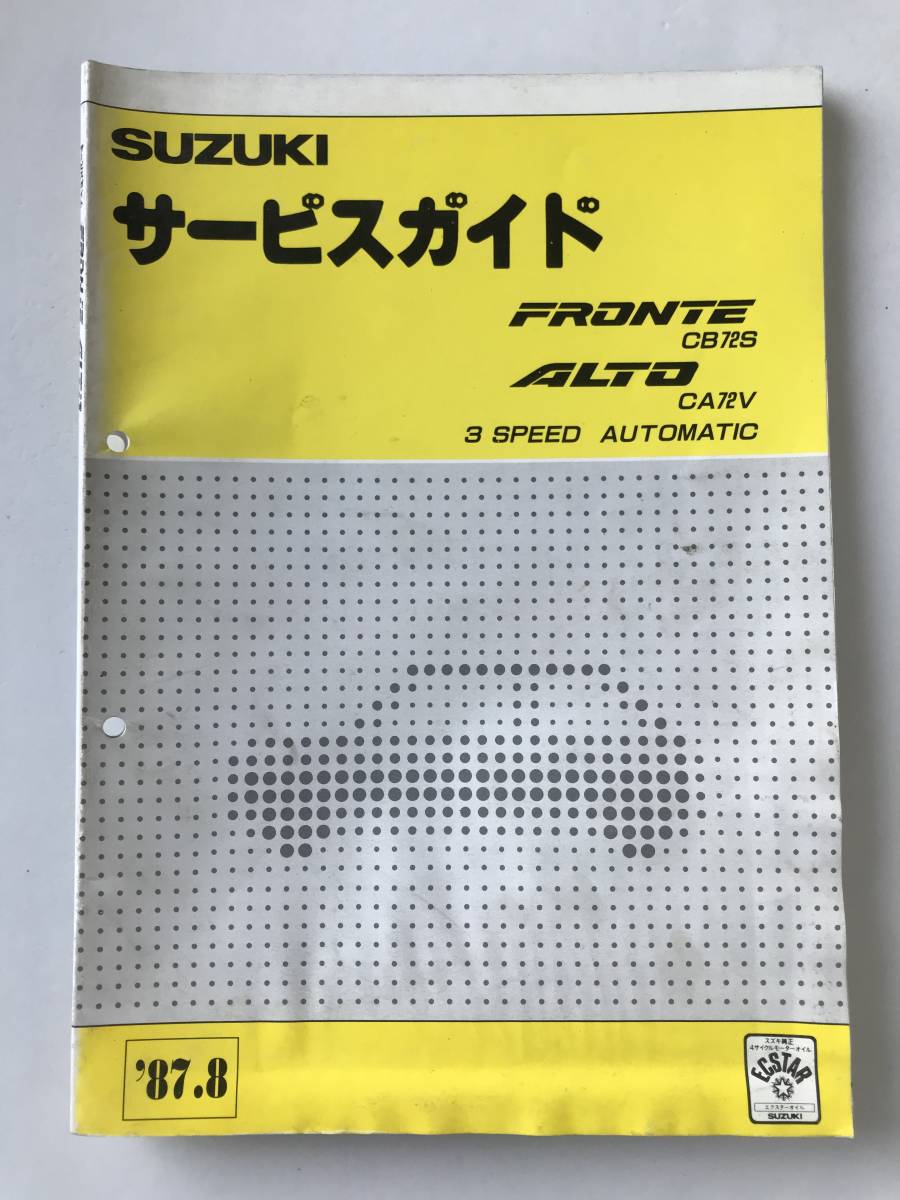 SUZUKI
サービスガイド
FRONTE
CB72S
ALTO
CA72V
3 SPEED AUTOMATIC
'87.8
スズキ純正
4サイクルモーターオイル
ECSTAR
エクスターオイル
SUZUKI